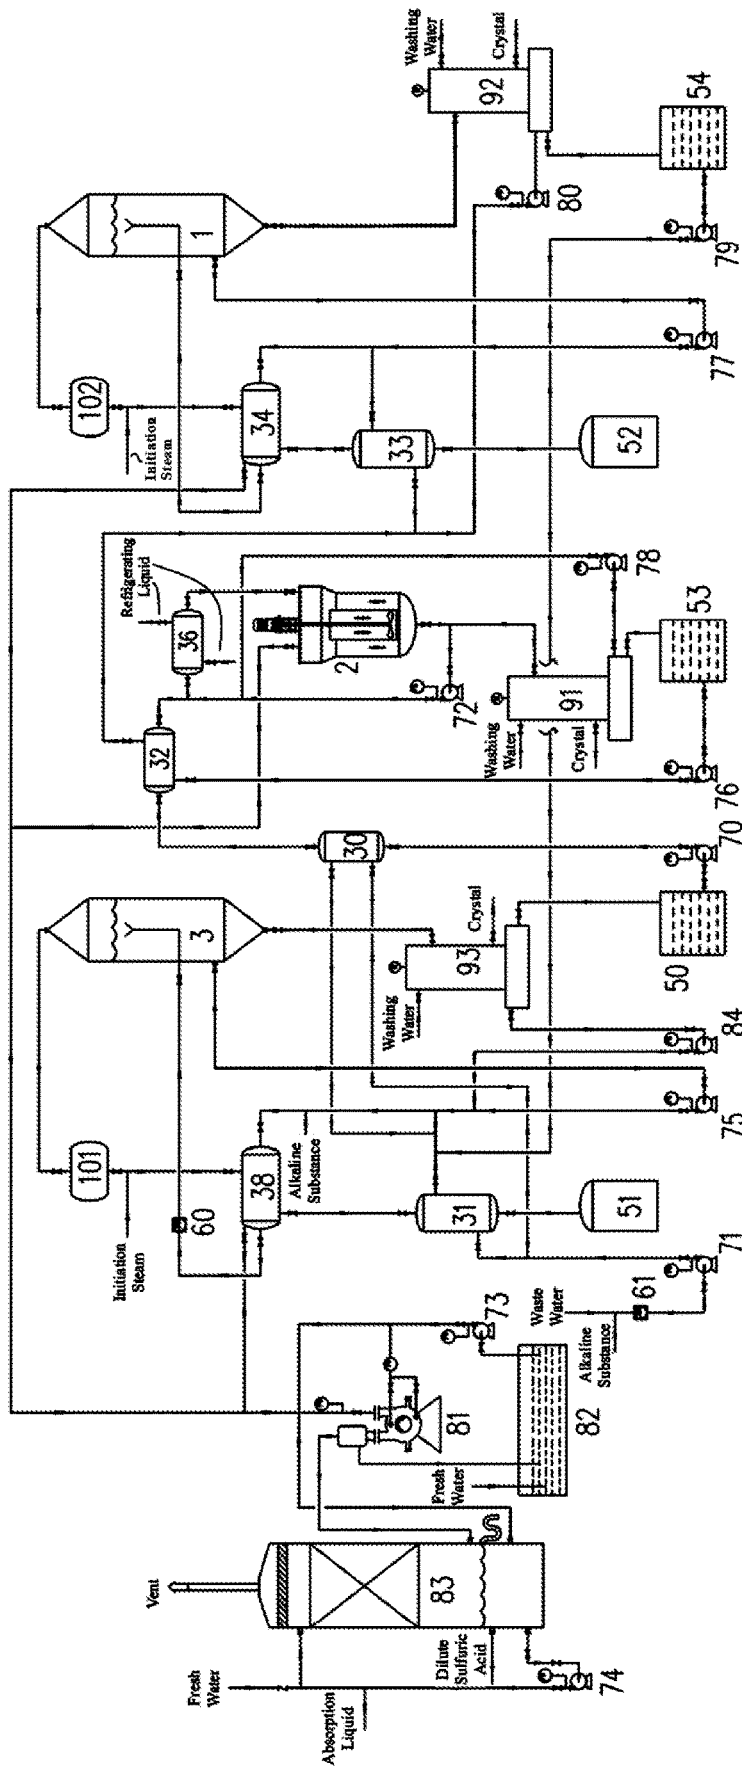 Washing
Water
Crystal
92
54
1
80
79
102
Initiation
Steam
34
33
77
52
Refrigerating
Liquid
36
2
78
53
72
91
Washing
Water
Crystal
32
76
30
70
3
Crystal
93
50
Washing
Water
84
75
101
38
Alkaline
Substance
60
31
51
Initiation
Steam
71
61
73
Waste
Water
Alkaline
Substance
81
82
Fresh
Water
83
Vent
Dilute
Sulfuric
Acid
74
Fresh
Water
Absorption
Liquid